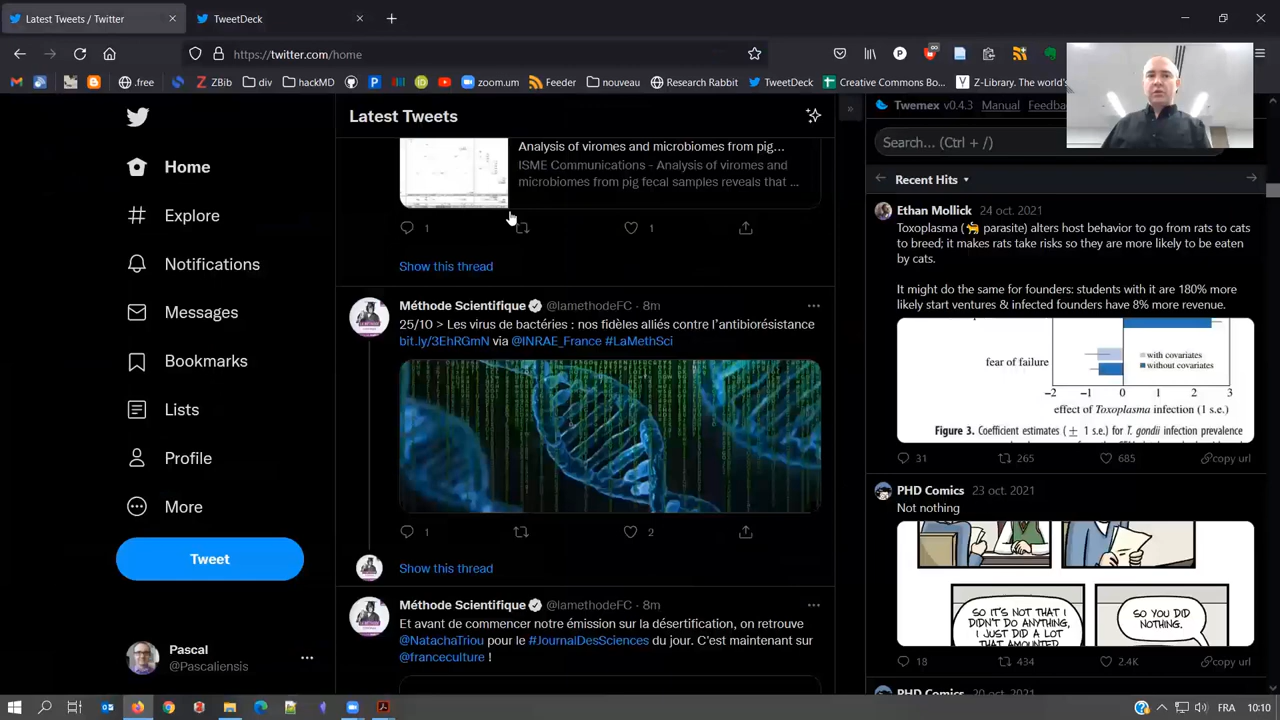 Latest Tweets / Twitter
TweetDeck
https://twitter.com/home
.free
ZBib
div
hackMD
zoom.um
Feeder
nouveau
Research Rabbit
TweetDeck
Creative Commons Bo...
Z-Library. The world's
Home
Explore
Notifications
Messages
Bookmarks
Lists
Profile
More
Tweet
Pascal
@Pascaliensis
Latest Tweets
Analysis of viromes and microbiomes from pig...
ISME Communications - Analysis of viromes and
microbiomes from pig fecal samples reveals that ...
1
1
Show this thread
Méthode Scientifique @lamethodeFC · 8m
25/10 > Les virus de bactéries : nos fidèles alliés contre l'antibiorésistance
bit.ly/3EhRGmN via @INRAE_France #LaMethSci
1
2
Show this thread
Méthode Scientifique @lamethodeFC · 8m
Et avant de commencer notre émission sur la désertification, on retrouve
@NatachaTriou pour le #JournalDesSciences du jour. C'est maintenant sur
@franceculture !
Twemex v0.4.3 Manual Feedba
Search... (Ctrl + /)
Recent Hits
Ethan Mollick 24 oct. 2021
Toxoplasma ( parasite) alters host behavior to go from rats to cats
to breed; it makes rats take risks so they are more likely to be eaten
by cats.
It might do the same for founders: students with it are 180% more
likely start ventures & infected founders have 8% more revenue.
fear of failure
with covariates
without covariates
-2 -1 0 1 2 3
effect of Toxoplasma infection (1 s.e.)
Figure 3. Coefficient estimates (± 1 s.e.) for T. gondii infection prevalence
31 265 685 copy url
PHD Comics 23 oct. 2021
Not nothing
SO IT'S NOT THAT I
DIDN'T DO ANYTHING,
I JUST DID A LOT
THAT AMOUNTED
SO YOU DID
NOTHING.
18 434 2.4K copy url
PHD Comics 20 oct. 2021
FRA 10:10